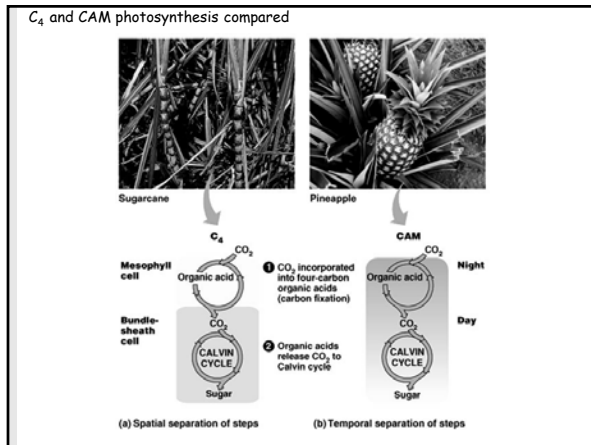 C₄ and CAM photosynthesis compared
Sugarcane
Pineapple
C₄
CO₂
Mesophyll
cell
Organic acid
Bundle-
sheath
cell
CO₂
CALVIN
CYCLE
Sugar
1 CO₂ incorporated
into four-carbon
organic acids
(carbon fixation)
2 Organic acids
release CO₂ to
Calvin cycle
CAM
CO₂
Organic acid
Night
CO₂
Day
CALVIN
CYCLE
Sugar
(a) Spatial separation of steps
(b) Temporal separation of steps